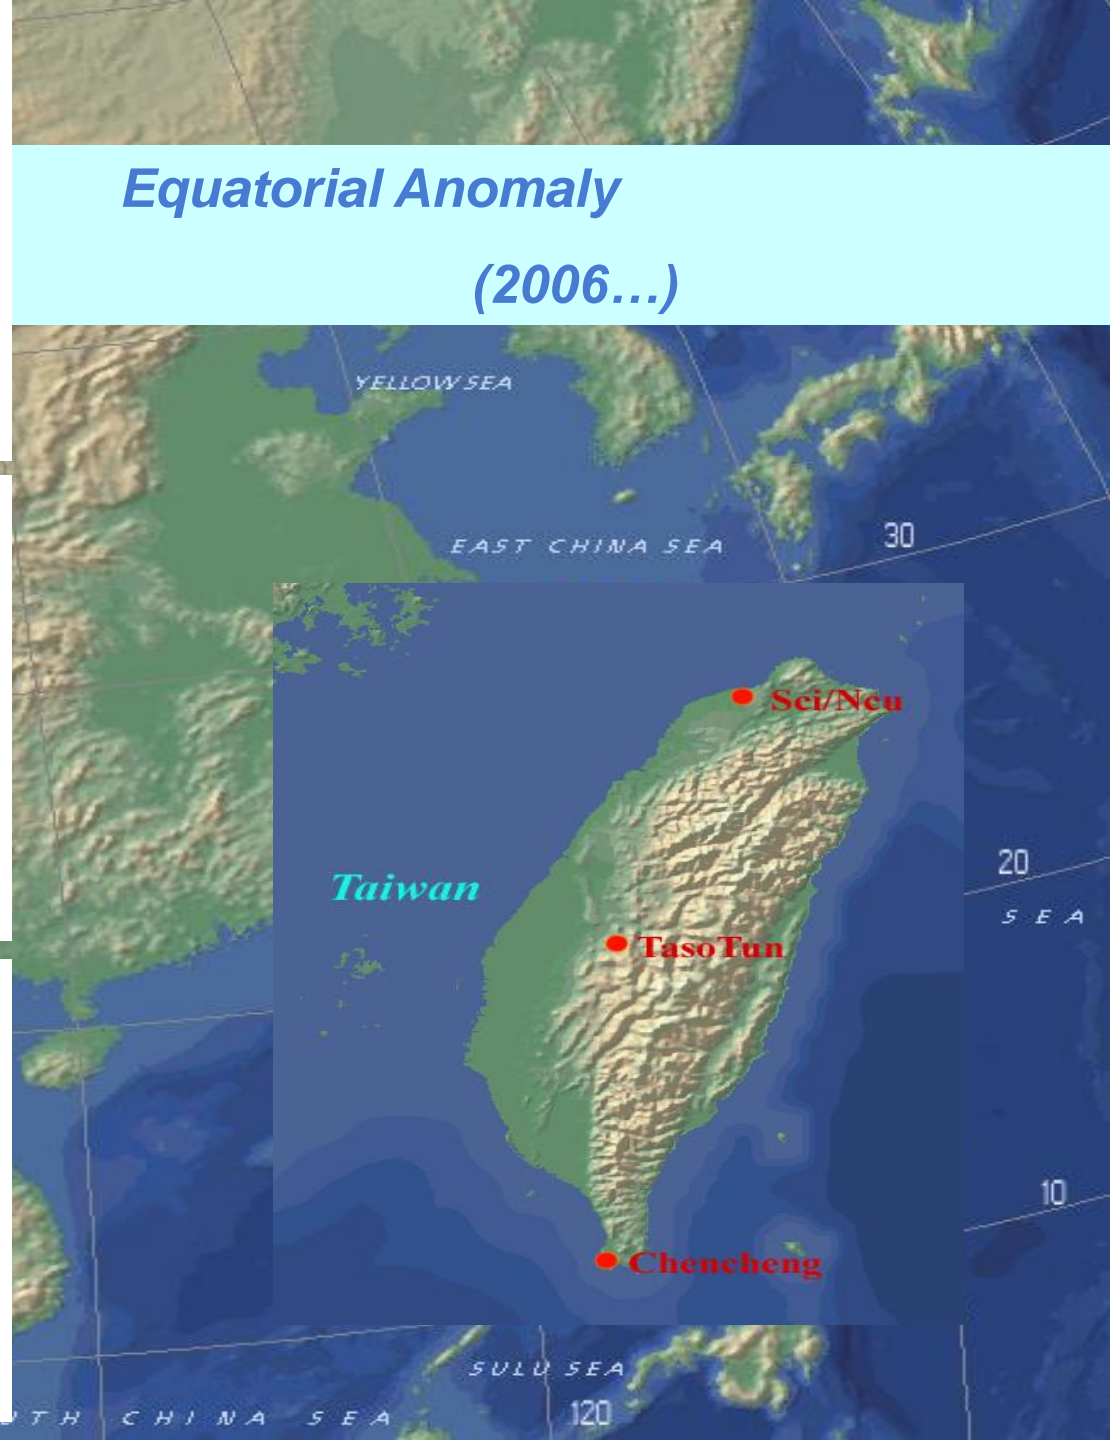 Equatorial Anomaly
(2006…)
YELLOW SEA
EAST CHINA SEA
30
Sci/Ncu
20
Taiwan
SEA
TasoTun
10
Chencheng
SULU SEA
UTH CHINA SEA
120